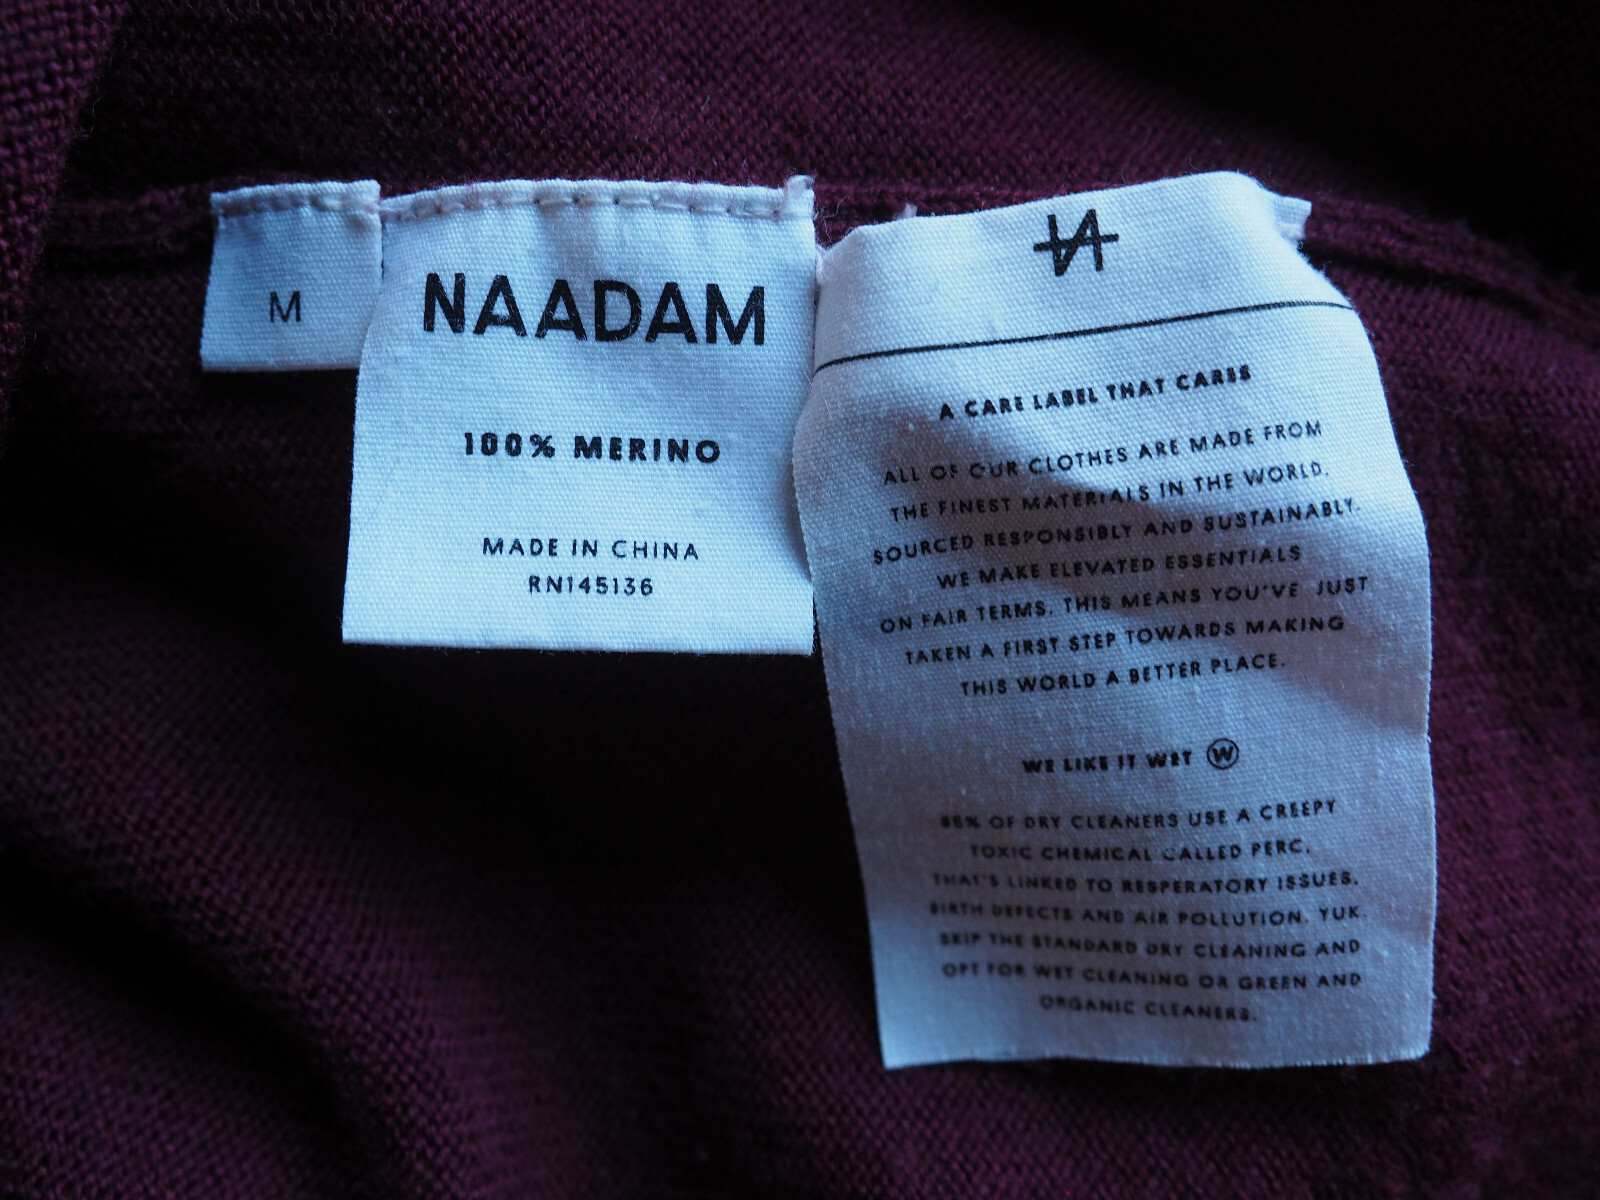 M
NAADAM
100% MERINO
MADE IN CHINA
RN145136
A CARE LABEL THAT CARES
ALL OF OUR CLOTHES ARE MADE FROM
THE FINEST MATERIALS IN THE WORLD.
SOURCED RESPONSIBLY AND SUSTAINABLY.
WE MAKE ELEVATED ESSENTIALS
ON FAIR TERMS. THIS MEANS YOU'VE JUST
TAKEN A FIRST STEP TOWARDS MAKING
THIS WORLD A BETTER PLACE.
WE LIKE IT WET W
OF DRY CLEANERS USE A CREEPY
TOXIC CHEMICAL CALLED PERC.
THAT'S LINKED TO RESPERATORY ISSUES.
BIRTH DEFECTS AND AIR POLLUTION. YUK.
SKIP THE STANDARD DRY CLEANING AND
OPT FOR WET CLEANING OR GREEN AND
ORGANIC CLEANERS.